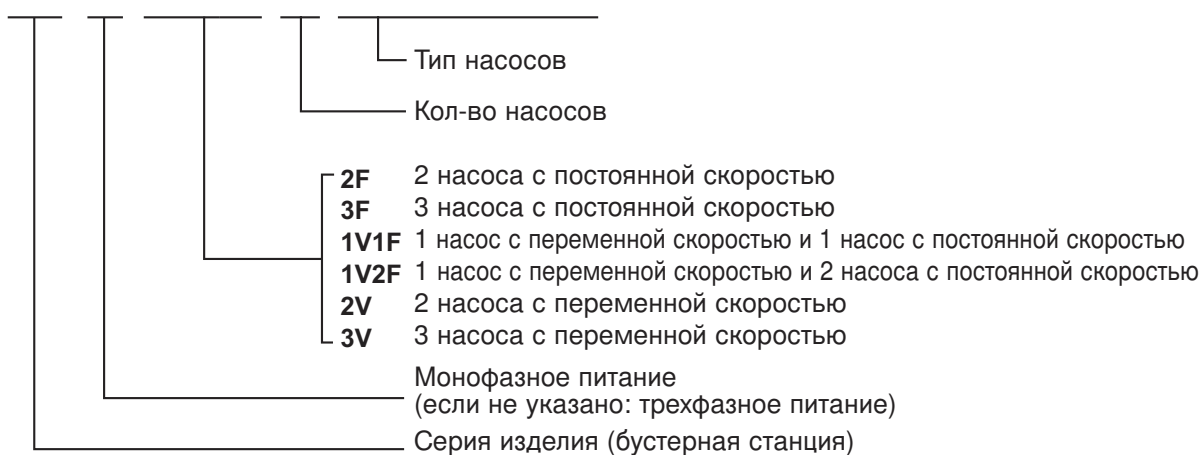 Тип насосов
Кол-во насосов
2F 2 насоса с постоянной скоростью
3F 3 насоса с постоянной скоростью
1V1F 1 насос с переменной скоростью и 1 насос с постоянной скоростью
1V2F 1 насос с переменной скоростью и 2 насоса с постоянной скоростью
2V 2 насоса с переменной скоростью
3V 3 насоса с переменной скоростью
Монофазное питание
(если не указано: трехфазное питание)
Серия изделия (бустерная станция)